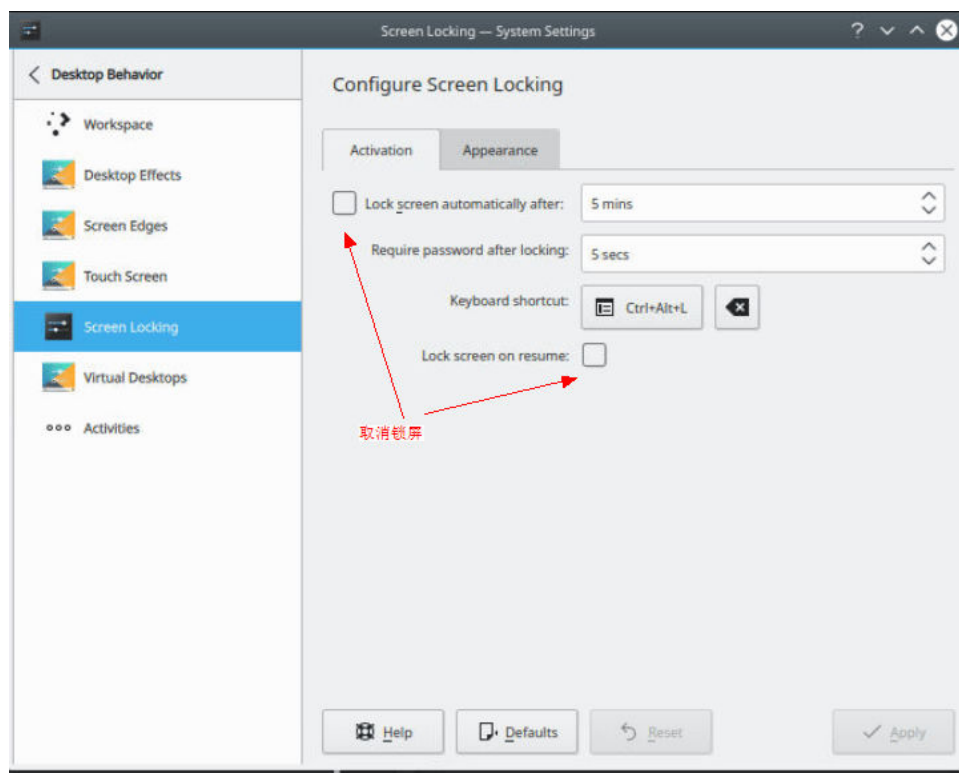 Screen Locking — System Settings
Desktop Behavior
Workspace
Desktop Effects
Screen Edges
Touch Screen
Screen Locking
Virtual Desktops
Activities
Configure Screen Locking
Activation
Appearance
Lock screen automatically after:
5 mins
Require password after locking:
5 secs
Keyboard shortcut:
Ctrl+Alt+L
Lock screen on resume:
取消锁屏
Help
Defaults
Reset
Apply